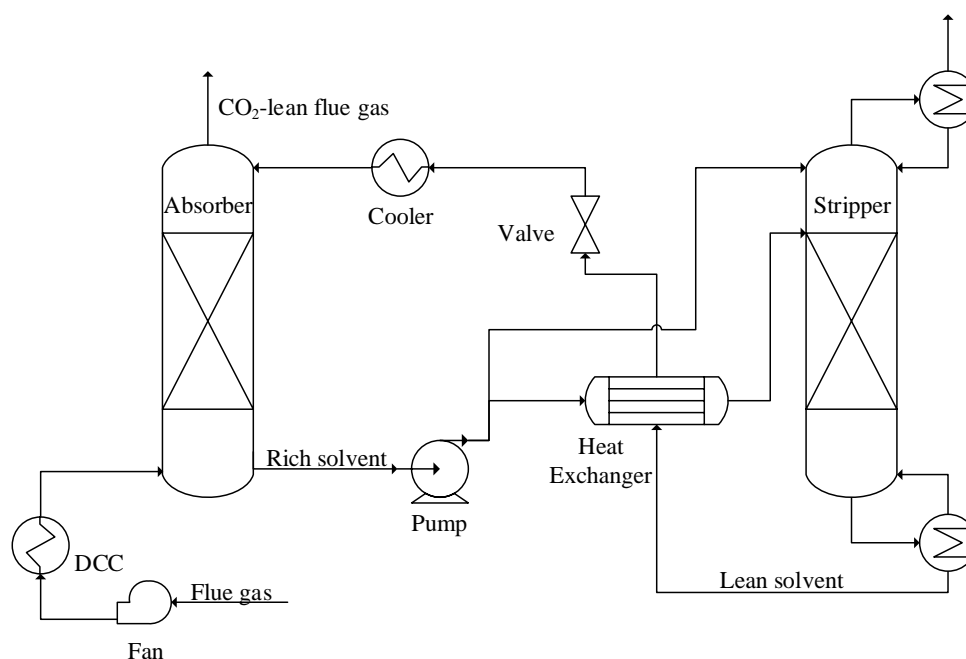 CO₂-lean flue gas
Absorber
Cooler
Valve
Stripper
Rich solvent
Heat
Exchanger
Pump
DCC
Lean solvent
Flue gas
Fan